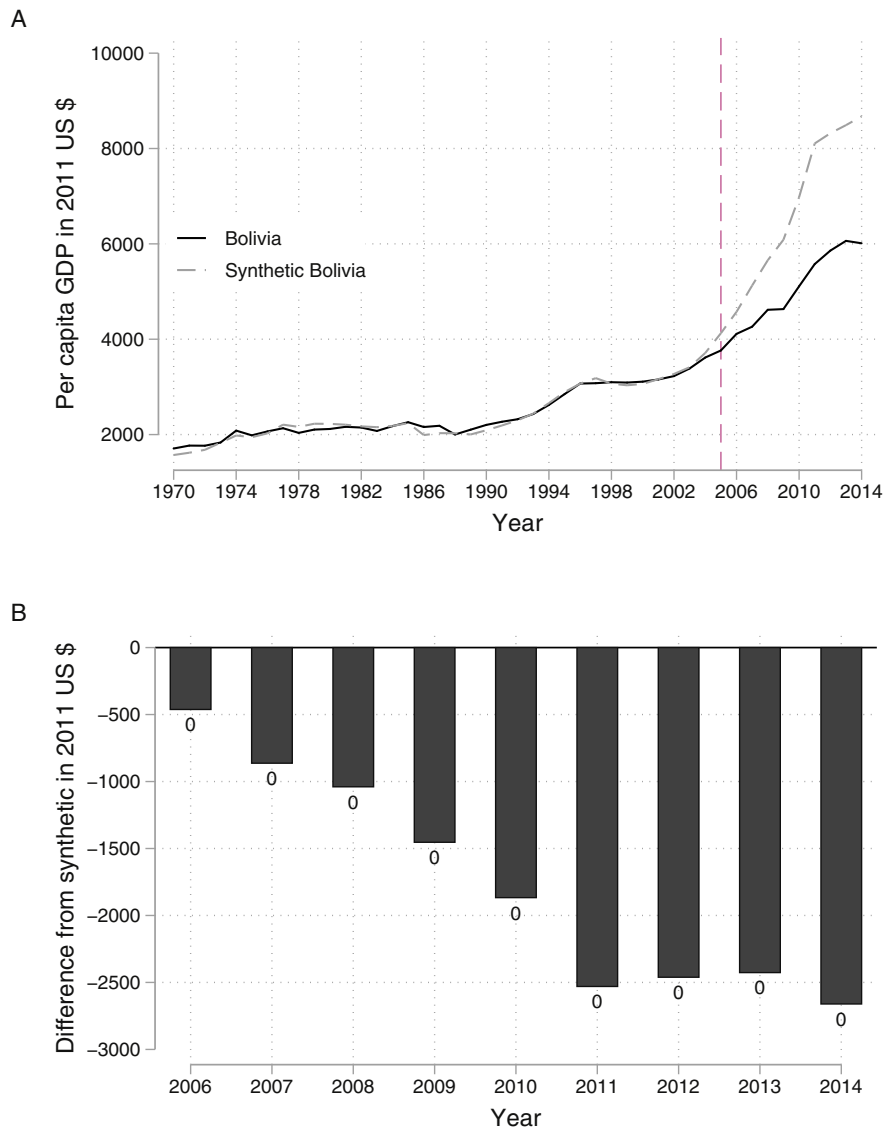 A
Per capita GDP in 2011 US $
10000
8000
6000
4000
2000
Bolivia
Synthetic Bolivia
1970 1974 1978 1982 1986 1990 1994 1998 2002 2006 2010 2014
Year
B
Difference from synthetic in 2011 US $
0
−500
−1000
−1500
−2000
−2500
−3000
0
0
0
0
0
0
0
0
0
2006 2007 2008 2009 2010 2011 2012 2013 2014
Year